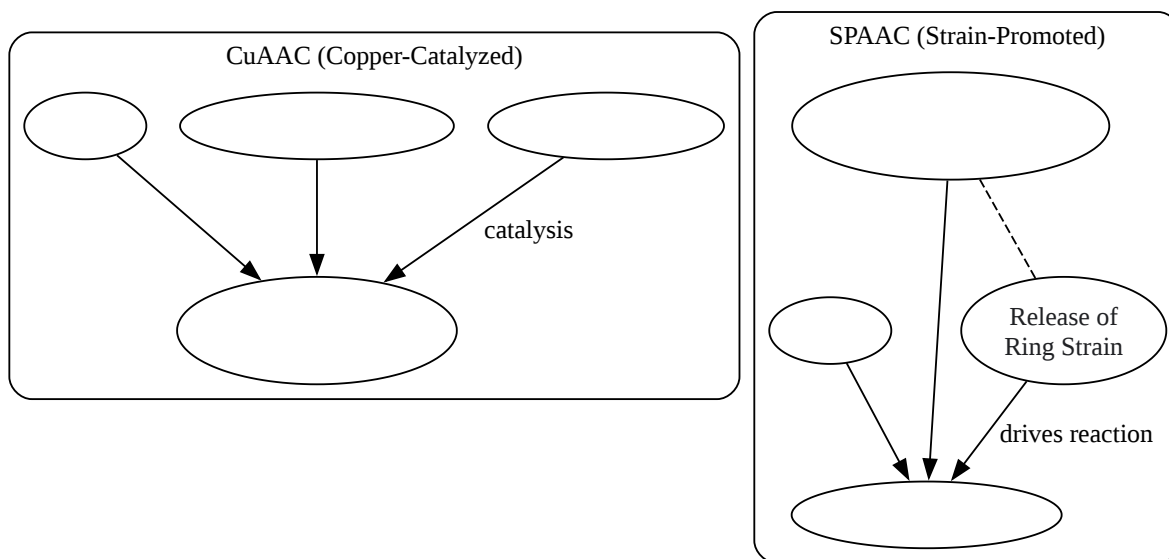 CuAAC (Copper-Catalyzed)
catalysis
SPAAC (Strain-Promoted)
Release of
Ring Strain
drives reaction